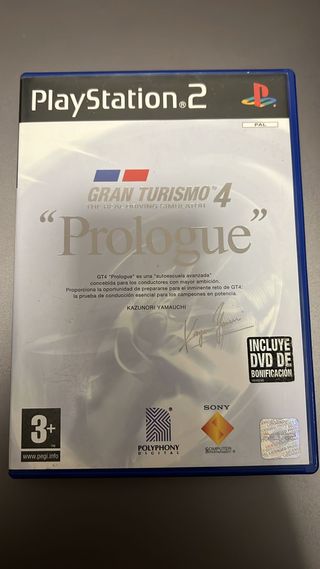 PlayStation®2
PAL
GRAN TURISMO™4
THE REAL DRIVING SIMULATOR
“Prologue”
GT4 "Prologue" es una "autoescuela avanzada"
concebida para los conductores con mayor ambición.
Proporciona la oportunidad de prepararse para el inminente reto de GT4:
la prueba de conducción esencial para los campeones en potencia.
KAZUNORI YAMAUCHI
INCLUYE
DVD DE
BONIFICACIÓN
3+
www.pegi.info
POLYPHONY
DIGITAL
SONY
COMPUTER
ENTERTAINMENT